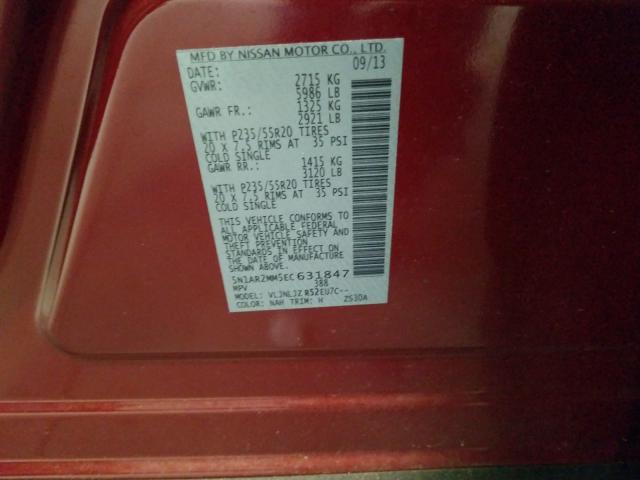 MFD BY NISSAN MOTOR CO., LTD.
DATE: 09/13
GVWR: 2715 KG
5986 LB
GAWR FR.: 1325 KG
2921 LB
WITH P235/55R20 TIRES
20 X 7.5 RIMS AT 35 PSI
COLD SINGLE
GAWR RR.: 1415 KG
3120 LB
WITH P235/55R20 TIRES
20 X 7.5 RIMS AT 35 PSI
COLD SINGLE
THIS VEHICLE CONFORMS TO
ALL APPLICABLE FEDERAL
MOTOR VEHICLE SAFETY AND
THEFT PREVENTION
STANDARDS IN EFFECT ON
THE DATE OF MANUFACTURE
SHOWN ABOVE.
5N1AR2MM5EC631847
MPV 388
MODEL: VLJNLJZ R52EU7C--
COLOR: NAH TRIM: H ZS30A